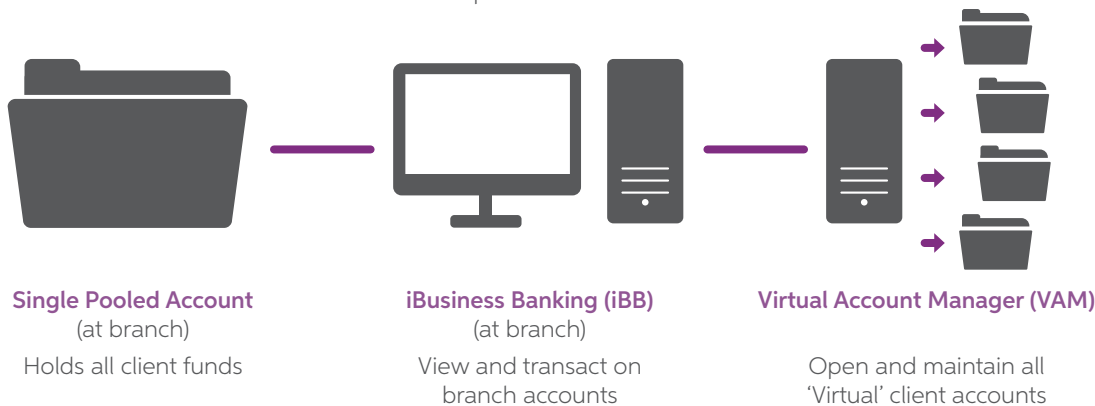 Single Pooled Account
(at branch)
Holds all client funds
iBusiness Banking (iBB)
(at branch)
View and transact on
branch accounts
Virtual Account Manager (VAM)
Open and maintain all
‘Virtual’ client accounts